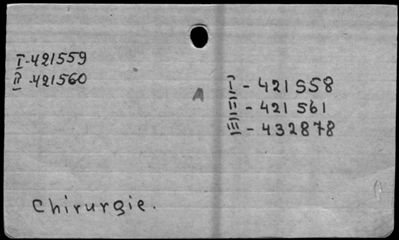 I-421559
II-421560
A
I - 421558
II - 421561
III - 432878
Chirurgie.